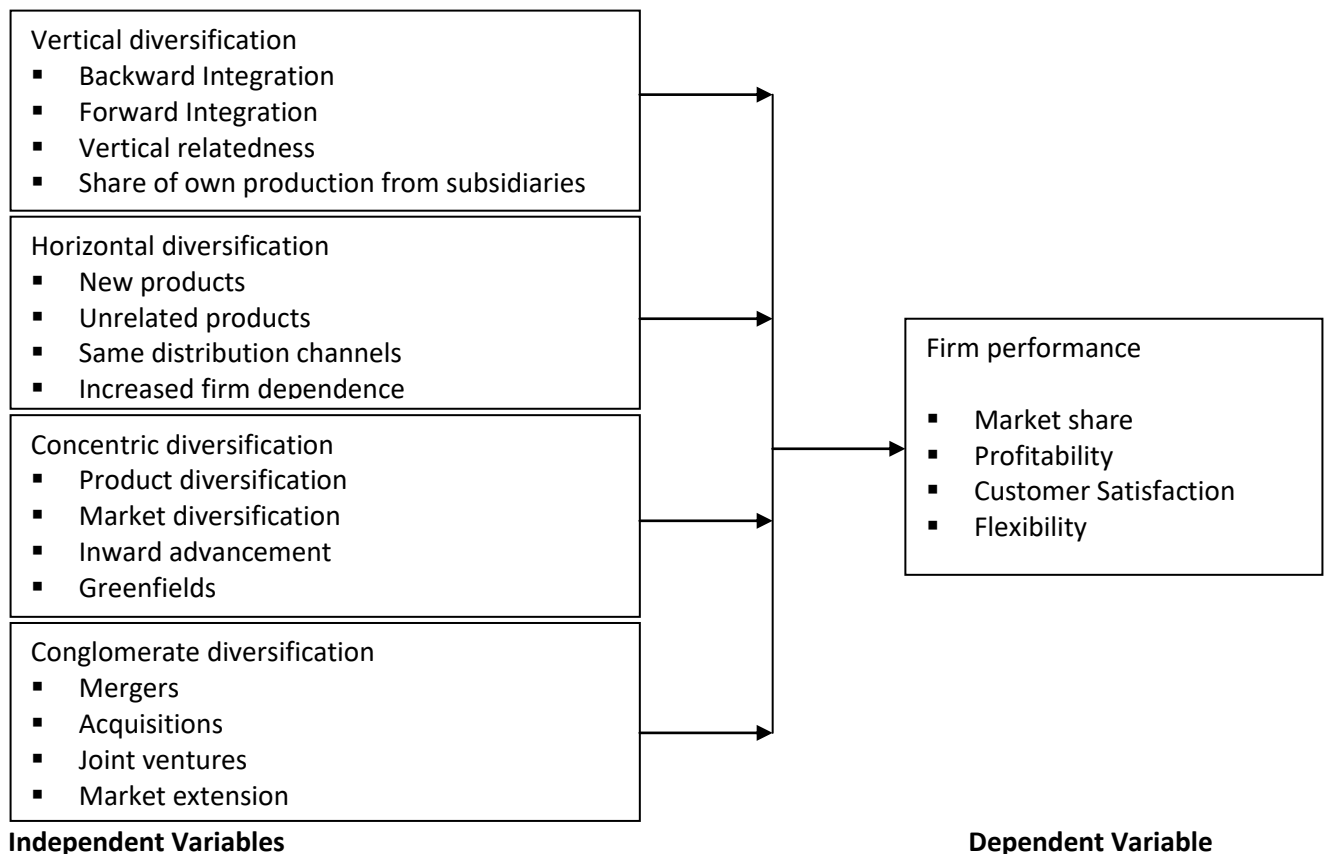 Vertical diversification
▪ Backward Integration
▪ Forward Integration
▪ Vertical relatedness
▪ Share of own production from subsidiaries
Horizontal diversification
▪ New products
▪ Unrelated products
▪ Same distribution channels
▪ Increased firm dependence
Concentric diversification
▪ Product diversification
▪ Market diversification
▪ Inward advancement
▪ Greenfields
Conglomerate diversification
▪ Mergers
▪ Acquisitions
▪ Joint ventures
▪ Market extension
Firm performance
▪ Market share
▪ Profitability
▪ Customer Satisfaction
▪ Flexibility
Independent Variables
Dependent Variable